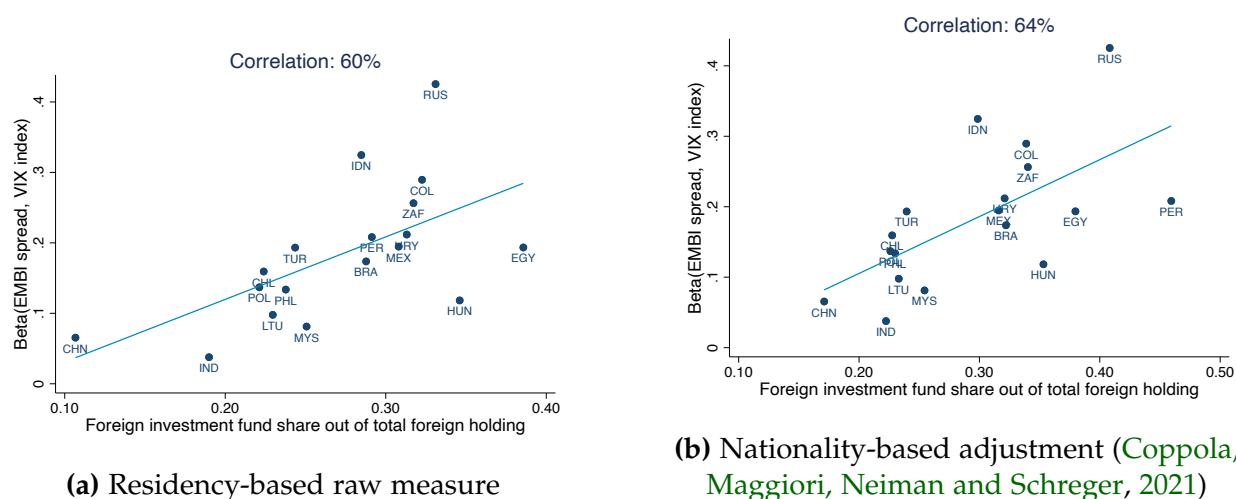 Correlation: 60%
Beta(EMBI spread, VIX index)
.4
.3
.2
.1
0
RUS
IDN
COL
ZAF
PER
URY
MEX
EGY
TUR
BRA
CHL
POL
PHL
HUN
LTU
MYS
CHN
IND
0.10 0.20 0.30 0.40
Foreign investment fund share out of total foreign holding
(a) Residency-based raw measure
Correlation: 64%
Beta(EMBI spread, VIX index)
.4
.3
.2
.1
0
RUS
IDN
COL
ZAF
URY
MEX
PER
TUR
EGY
BRA
CHL
POL
PHL
HUN
LTU
MYS
CHN
IND
0.10 0.20 0.30 0.40 0.50
Foreign investment fund share out of total foreign holding
(b) Nationality-based adjustment (Coppola,
Maggiori, Neiman and Schreger, 2021)